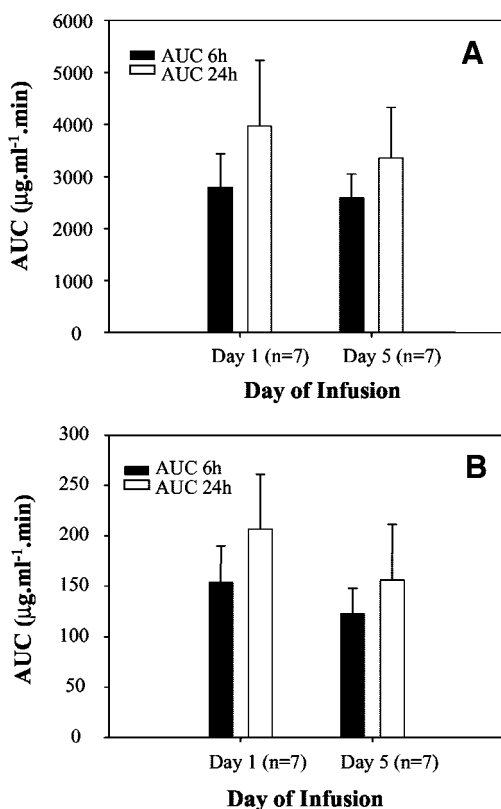 A
AUC 6h
AUC 24h
6000
5000
4000
3000
2000
1000
0
AUC (µg.ml⁻¹.min)
Day 1 (n=7) Day 5 (n=7)
Day of Infusion
B
AUC 6h
AUC 24h
300
250
200
150
100
50
0
AUC (µg.ml⁻¹.min)
Day 1 (n=7) Day 5 (n=7)
Day of Infusion